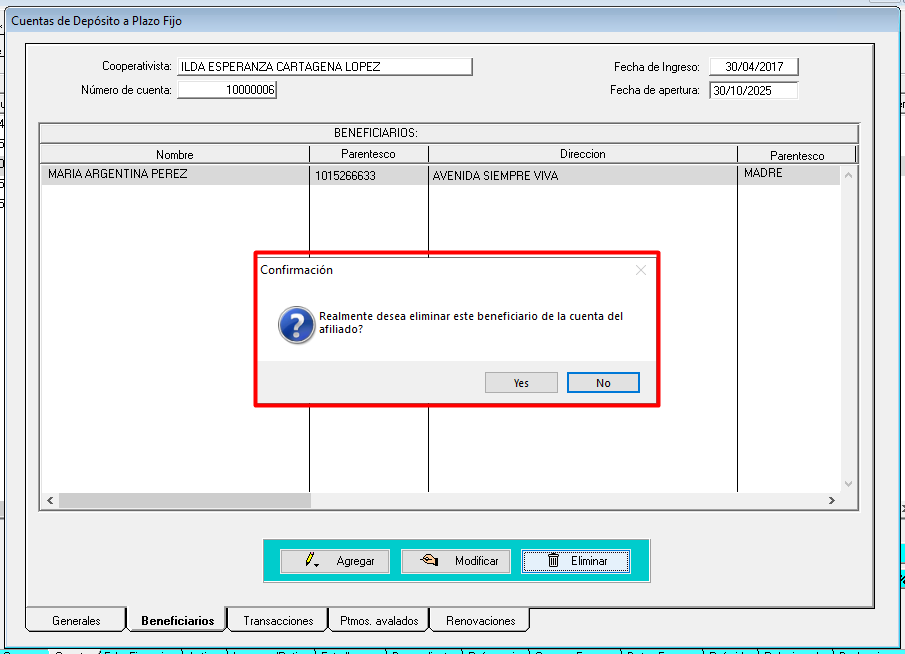 Cuentas de Depósito a Plazo Fijo
Cooperativista: ILDA ESPERANZA CARTAGENA LOPEZ Fecha de Ingreso: 30/04/2017
Número de cuenta: 10000006 Fecha de apertura: 30/10/2025
BENEFICIARIOS:
Nombre Parentesco Direccion Parentesco
MARIA ARGENTINA PEREZ 1015266633 AVENIDA SIEMPRE VIVA MADRE
Confirmación
Realmente desea eliminar este beneficiario de la cuenta del
afiliado?
Yes No
Agregar Modificar Eliminar
Generales Beneficiarios Transacciones Ptmos. avalados Renovaciones